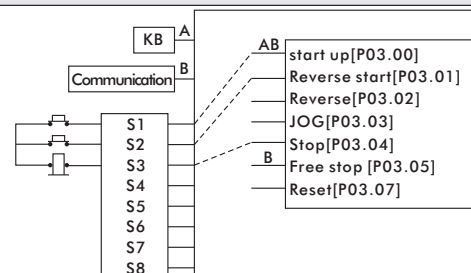 KB
A
Communication
B
S1
S2
S3
S4
S5
S6
S7
S8
AB
start up[P03.00]
Reverse start[P03.01]
Reverse[P03.02]
JOG[P03.03]
Stop[P03.04]
B
Free stop [P03.05]
Reset[P03.07]